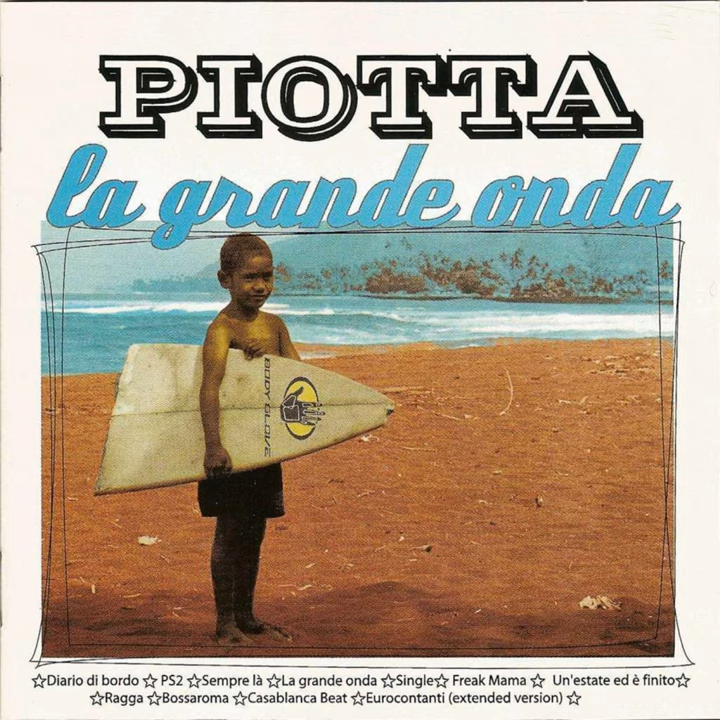 PIOTTA
la grande onda
BODY GLOVE
☆Diario di bordo ☆ PS2 ☆Sempre là ☆La grande onda ☆Single☆ Freak Mama ☆ Un'estate ed è finito☆
☆Ragga ☆Bossaroma ☆Casablanca Beat ☆Eurocontanti (extended version) ☆